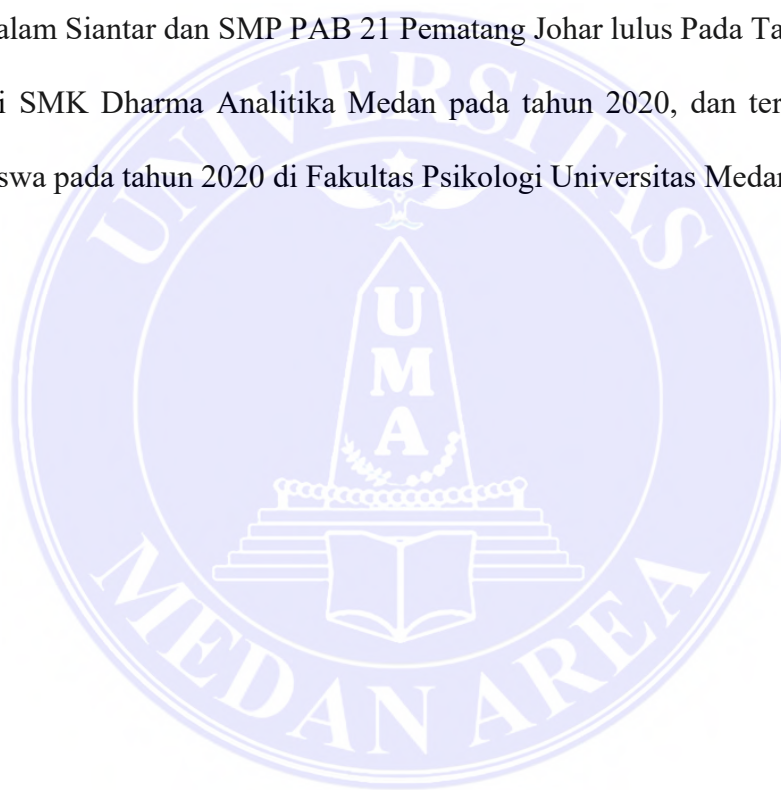 alam Siantar dan SMP PAB 21 Pematang Johar lulus Pada Ta
i SMK Dharma Analitika Medan pada tahun 2020, dan ter
swa pada tahun 2020 di Fakultas Psikologi Universitas Medan
UNIVERSITAS
U
M
A
MEDAN AREA